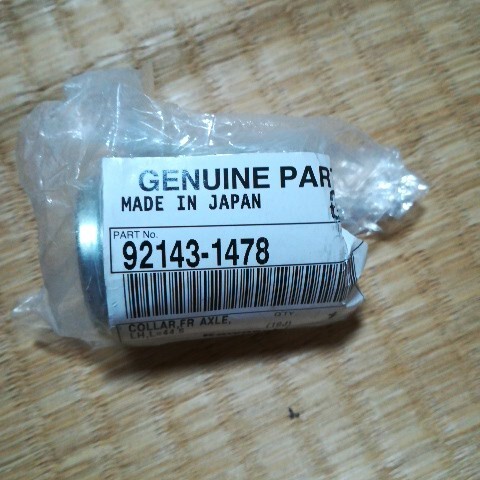 GENUINE PAR
MADE IN JAPAN
PART No.
92143-1478
COLLAR,FR AXLE,